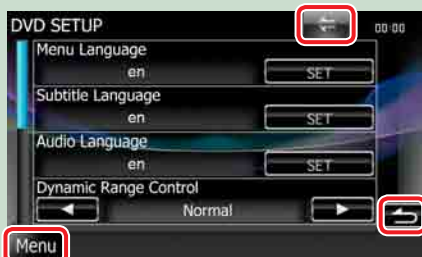 DVD SETUP
00:00
Menu Language
en
SET
Subtitle Language
en
SET
Audio Language
en
SET
Dynamic Range Control
Normal
Menu